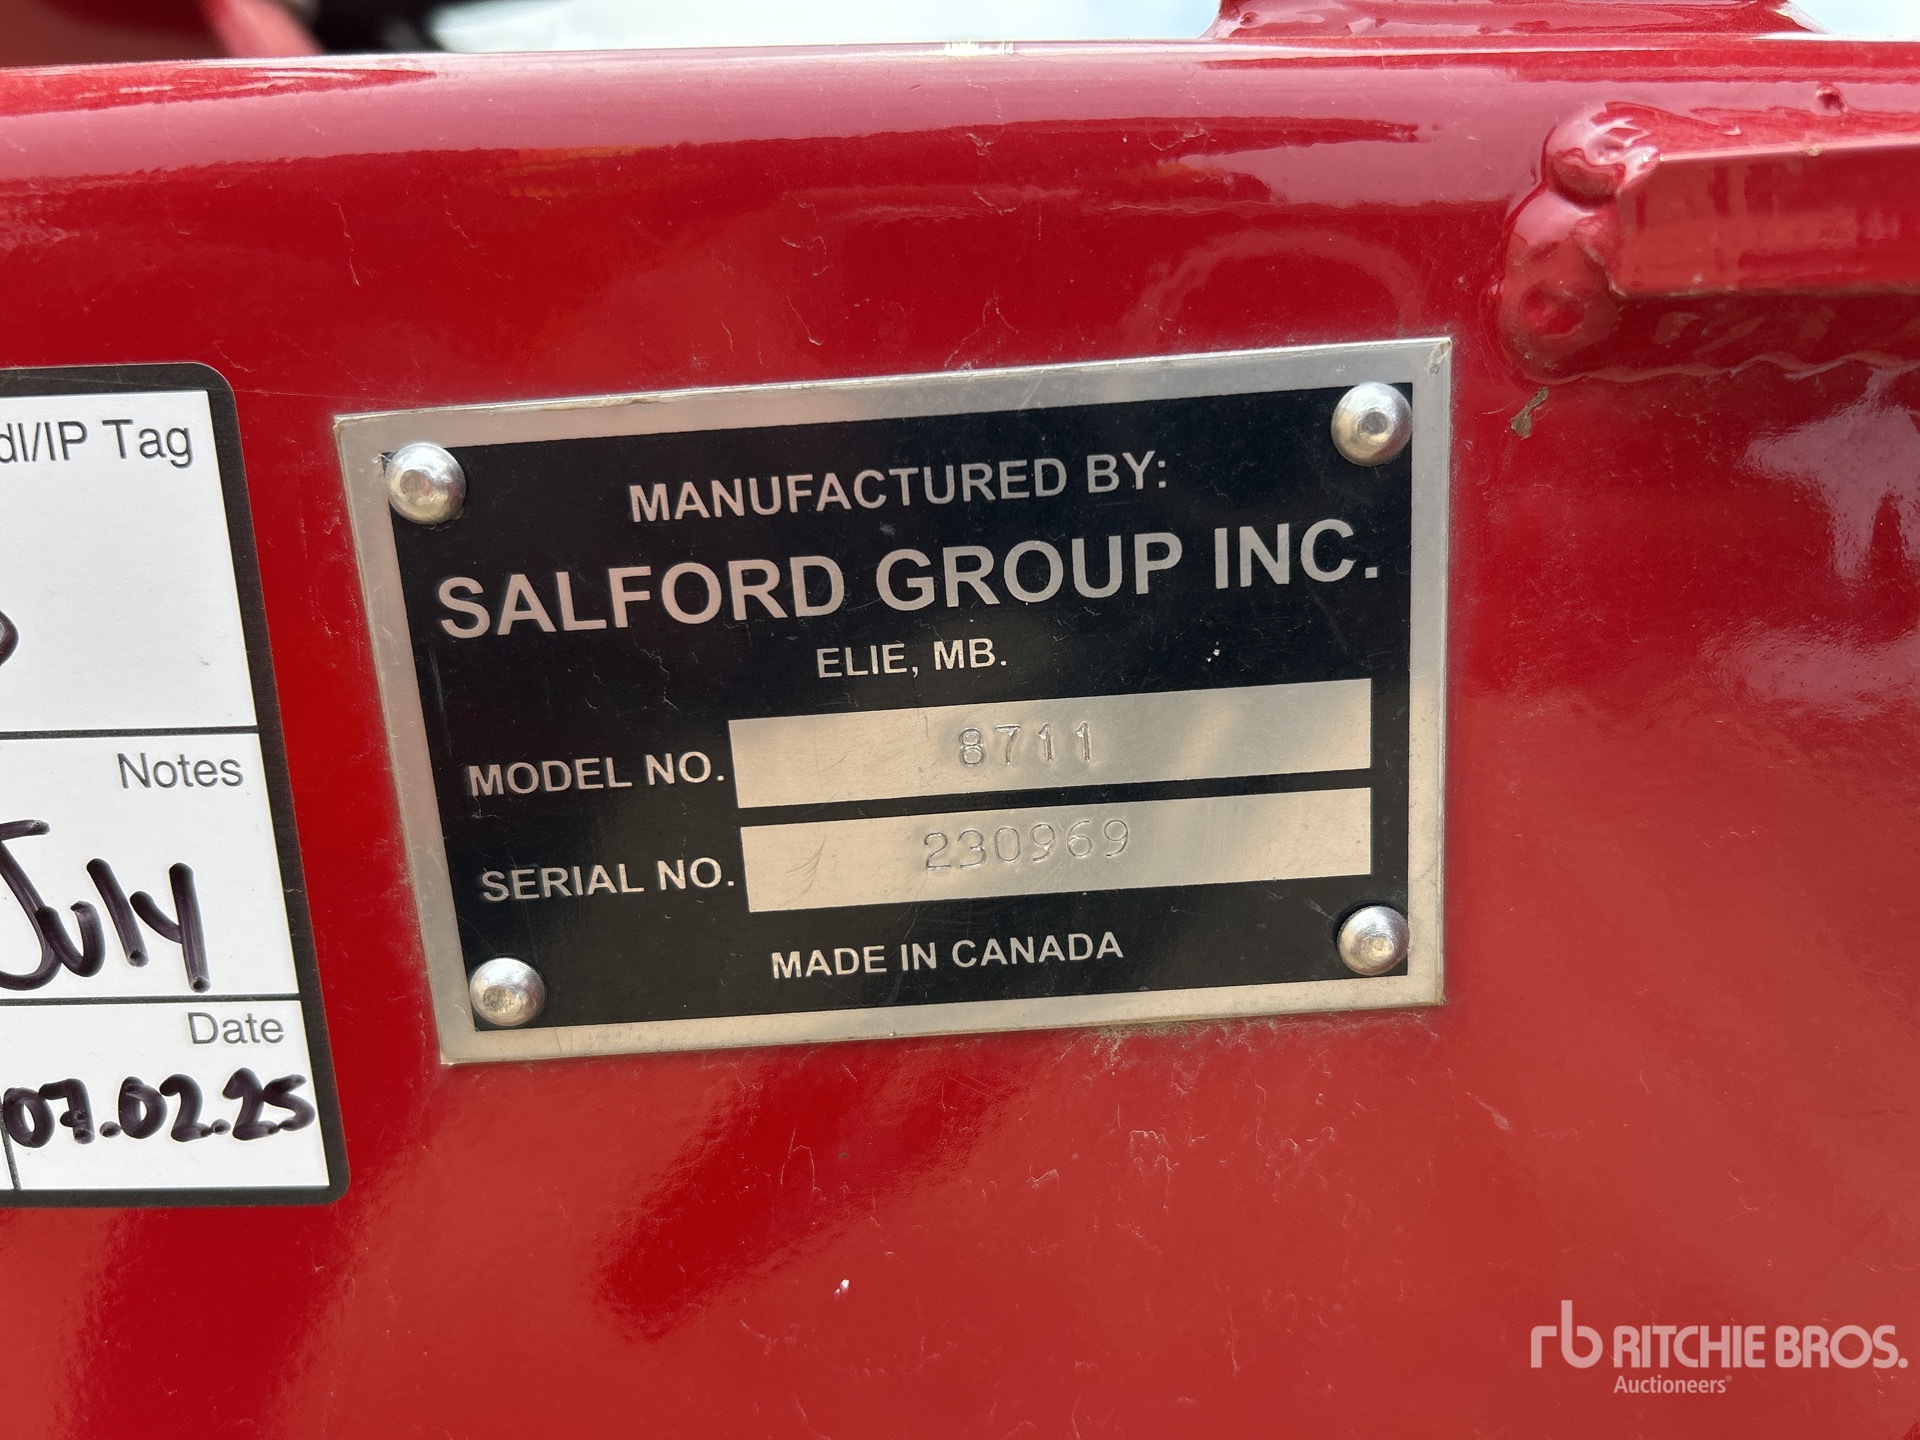 dl/IP Tag
Notes
July
Date
07.02.25
MANUFACTURED BY:
SALFORD GROUP INC.
ELIE, MB.
MODEL NO. 8711
SERIAL NO. 230969
MADE IN CANADA
rb RITCHIE BROS.
Auctioneers